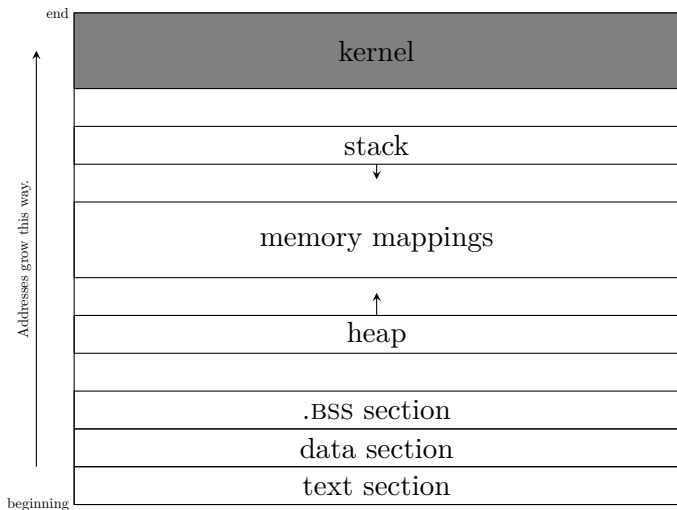 end
kernel
stack
memory mappings
heap
.BSS section
data section
text section
beginning
Addresses grow this way.